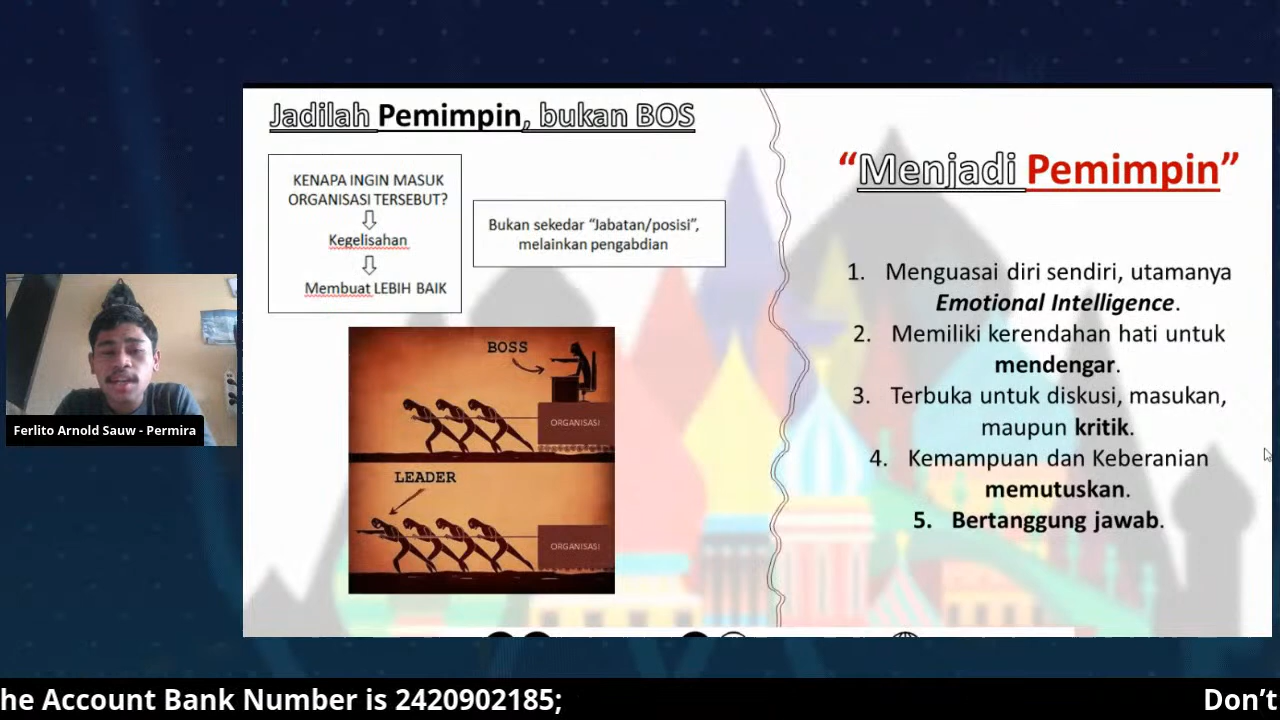 Jadilah Pemimpin, bukan BOS
KENAPA INGIN MASUK
ORGANISASI TERSEBUT?
Kegelisahan
Membuat LEBIH BAIK
Bukan sekedar “Jabatan/posisi”,
melainkan pengabdian
BOSS
ORGANISASI
LEADER
ORGANISASI
“Menjadi Pemimpin”
1. Menguasai diri sendiri, utamanya
Emotional Intelligence.
2. Memiliki kerendahan hati untuk
mendengar.
3. Terbuka untuk diskusi, masukan,
maupun kritik.
4. Kemampuan dan Keberanian
memutuskan.
5. Bertanggung jawab.
Ferlito Arnold Sauw - Permira
he Account Bank Number is 2420902185; Don’t